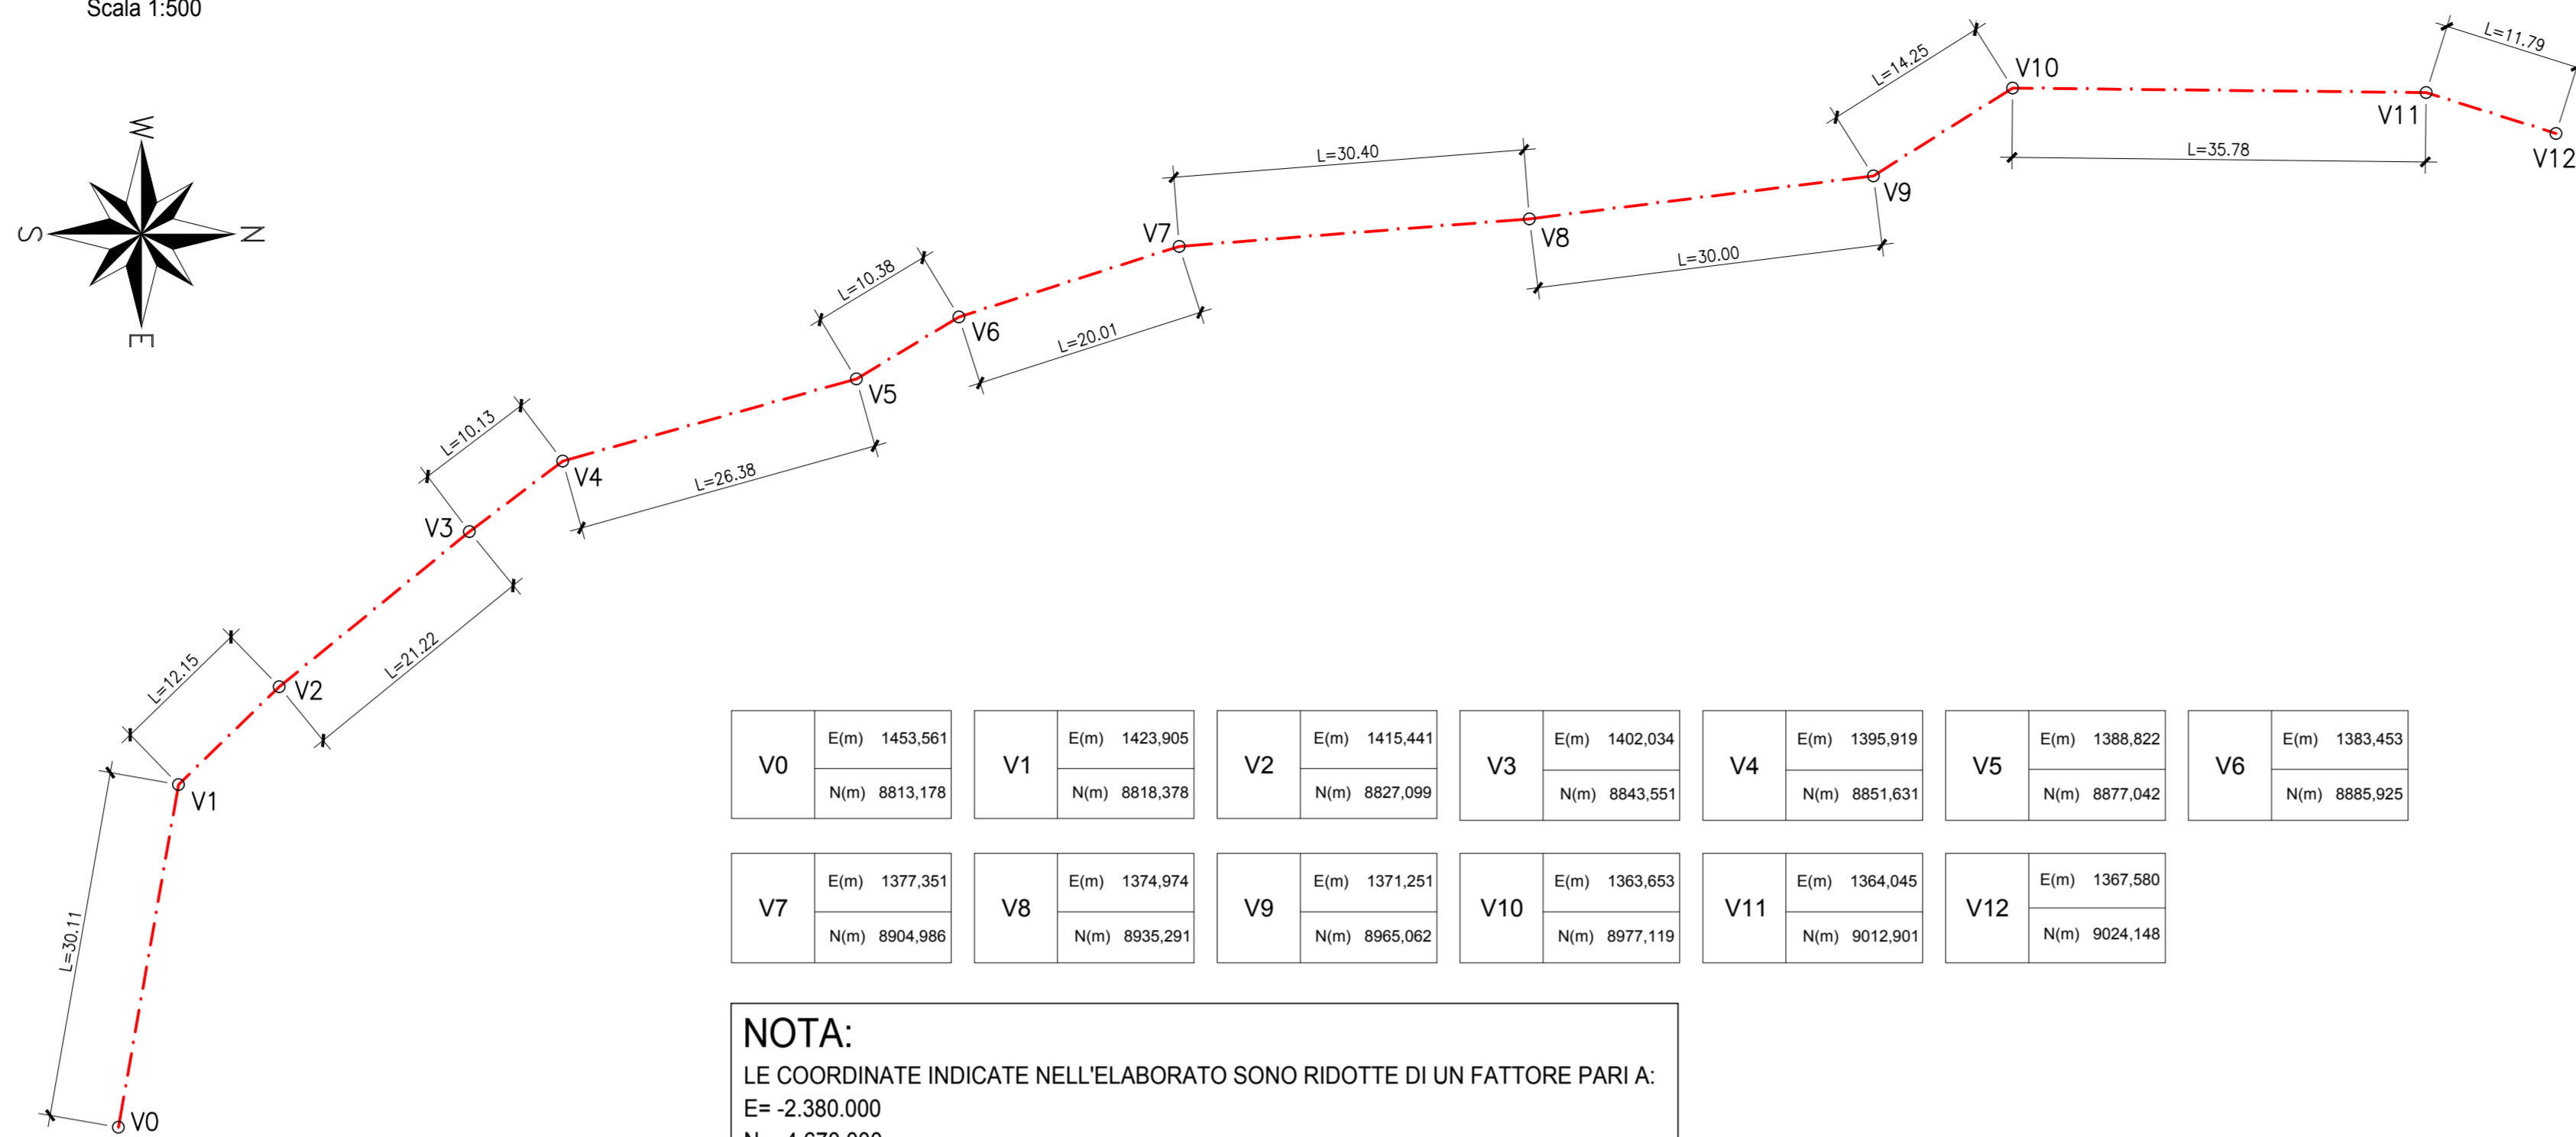 Scala 1:500
W
S
N
E
L=11.79
V10
L=14.25
V11
V12
L=35.78
L=30.40
V9
V7
V8
L=30.00
L=10.38
V6
L=20.01
V5
L=10.13
V4
L=26.38
V3
L=21.22
L=12.15
V2
V1
L=30.11
V0
V0 E(m) 1453,561
N(m) 8813,178
V1 E(m) 1423,905
N(m) 8818,378
V2 E(m) 1415,441
N(m) 8827,099
V3 E(m) 1402,034
N(m) 8843,551
V4 E(m) 1395,919
N(m) 8851,631
V5 E(m) 1388,822
N(m) 8877,042
V6 E(m) 1383,453
N(m) 8885,925
V7 E(m) 1377,351
N(m) 8904,986
V8 E(m) 1374,974
N(m) 8935,291
V9 E(m) 1371,251
N(m) 8965,062
V10 E(m) 1363,653
N(m) 8977,119
V11 E(m) 1364,045
N(m) 9012,901
V12 E(m) 1367,580
N(m) 9024,148
NOTA:
LE COORDINATE INDICATE NELL'ELABORATO SONO RIDOTTE DI UN FATTORE PARI A:
E= -2.380.000